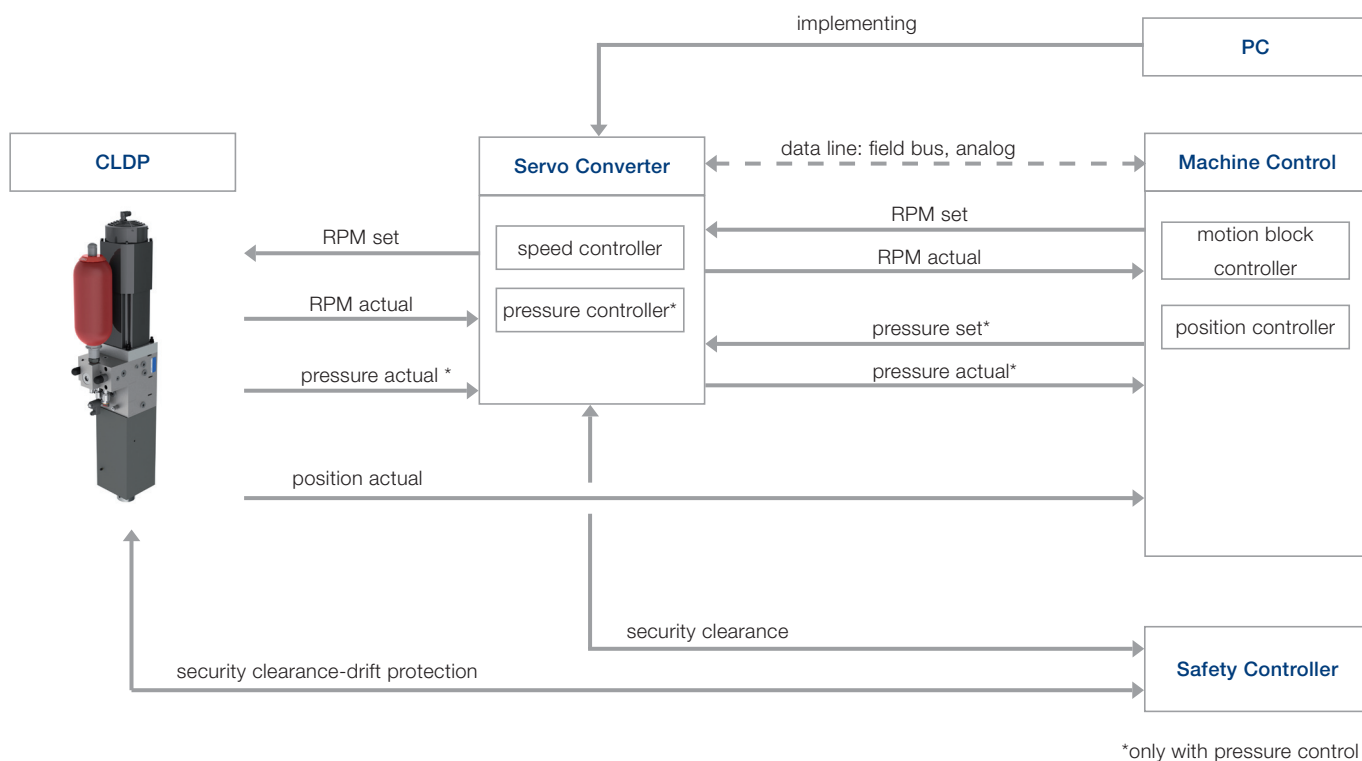 implementing
PC
CLDP
Servo Converter
data line: field bus, analog
Machine Control
RPM set
speed controller
RPM set
motion block
controller
RPM actual
RPM actual
pressure controller*
pressure set*
position controller
pressure actual *
pressure actual*
position actual
security clearance
security clearance-drift protection
Safety Controller
*only with pressure control